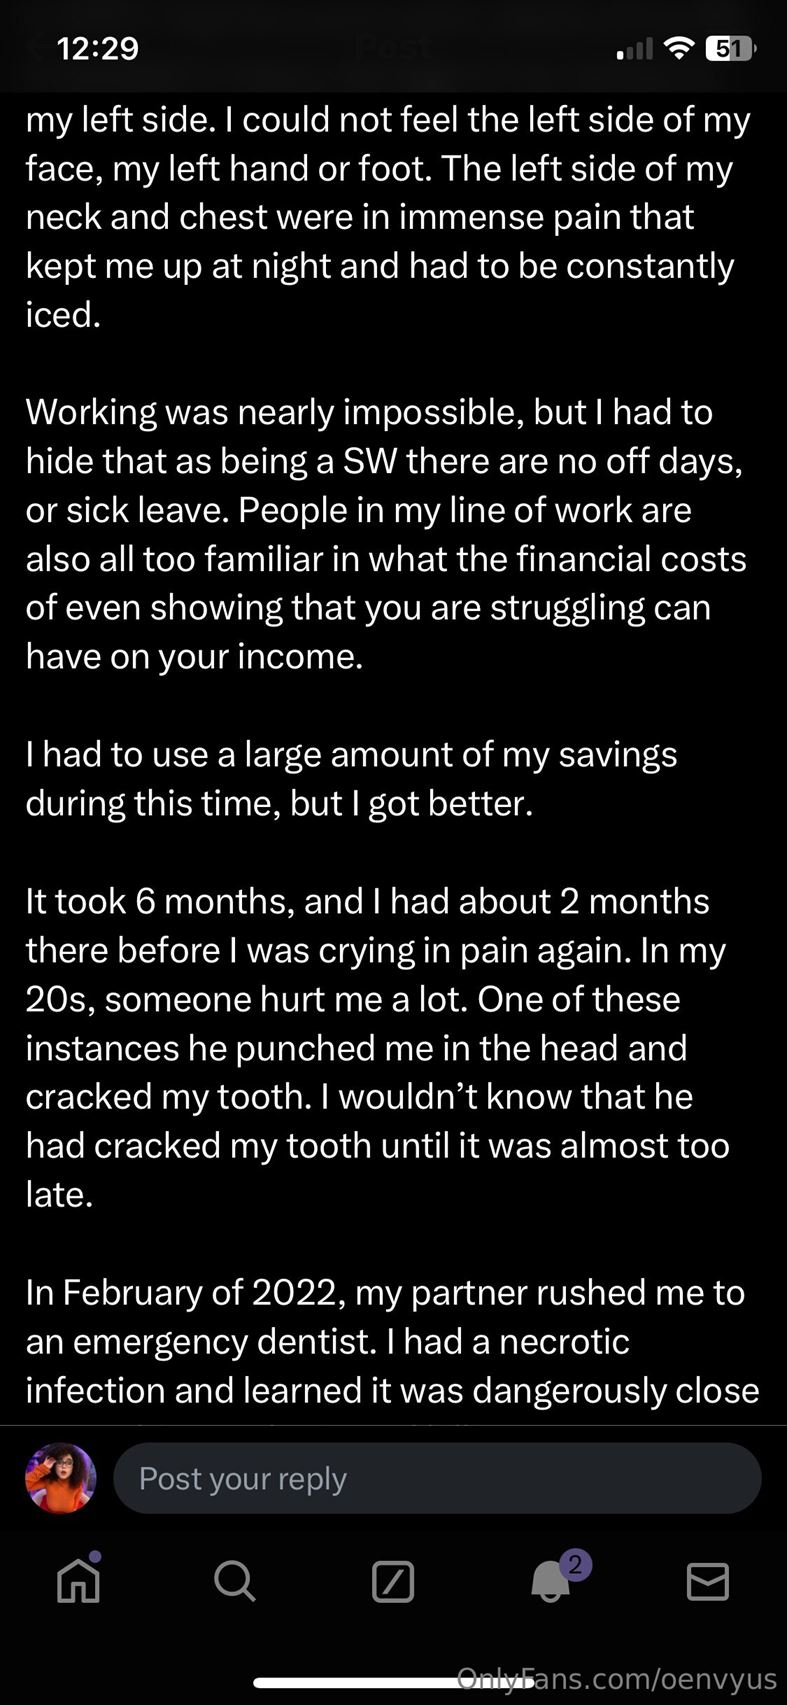 12:29
Post
51
my left side. I could not feel the left side of my
face, my left hand or foot. The left side of my
neck and chest were in immense pain that
kept me up at night and had to be constantly
iced.
Working was nearly impossible, but I had to
hide that as being a SW there are no off days,
or sick leave. People in my line of work are
also all too familiar in what the financial costs
of even showing that you are struggling can
have on your income.
I had to use a large amount of my savings
during this time, but I got better.
It took 6 months, and I had about 2 months
there before I was crying in pain again. In my
20s, someone hurt me a lot. One of these
instances he punched me in the head and
cracked my tooth. I wouldn’t know that he
had cracked my tooth until it was almost too
late.
In February of 2022, my partner rushed me to
an emergency dentist. I had a necrotic
infection and learned it was dangerously close
Post your reply
2
OnlyFans.com/oenvyus